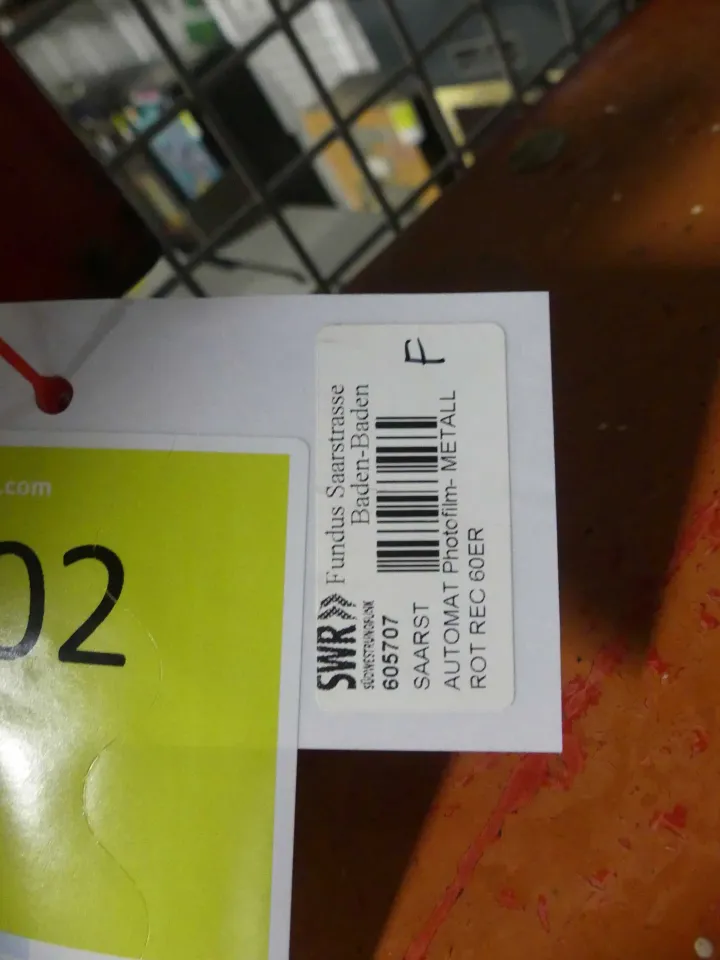 SWR» Fundus Saarstrasse
SÜDWESTRUNDFUNK Baden-Baden
605707
F
SAARST
AUTOMAT Photofilm- METALL
ROT REC 60ER
.com
02